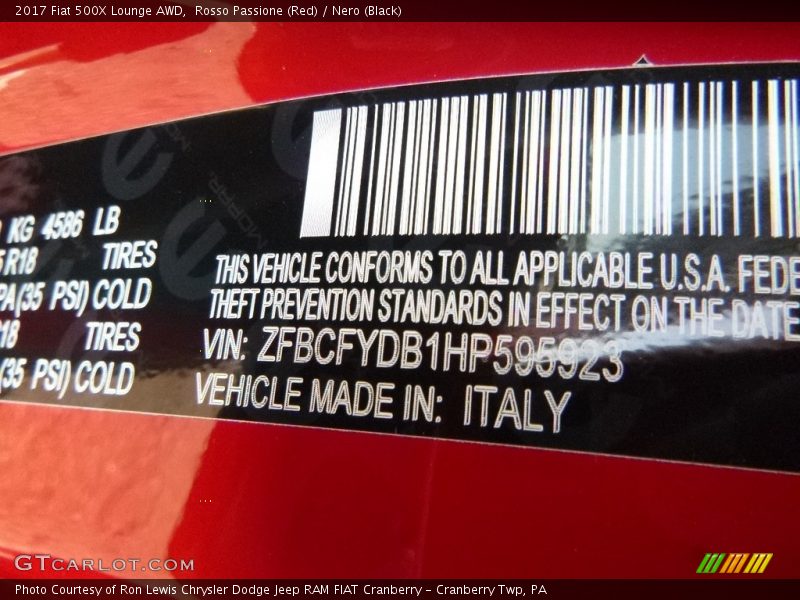 2017 Fiat 500X Lounge AWD,  Rosso Passione (Red) / Nero (Black)
KG 4586 LB
R18 TIRES
(35 PSI) COLD
18 TIRES
(35 PSI) COLD
THIS VEHICLE CONFORMS TO ALL APPLICABLE U.S.A. FEDE
THEFT PREVENTION STANDARDS IN EFFECT ON THE DATE
VIN: ZFBCFYDB1HP595923
VEHICLE MADE IN: ITALY
GTCARLOT.COM
Photo Courtesy of Ron Lewis Chrysler Dodge Jeep RAM FIAT Cranberry - Cranberry Twp, PA